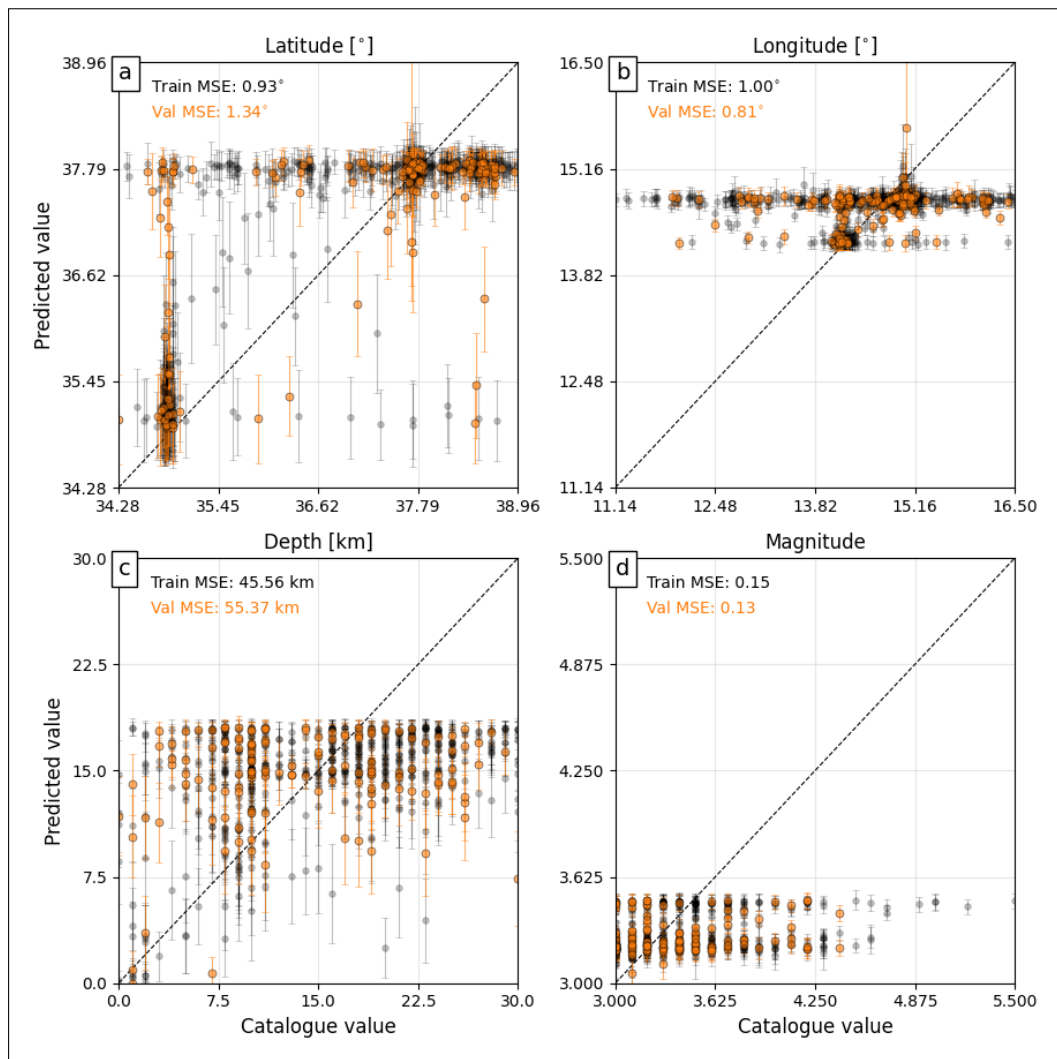 Latitude [°]
a
Train MSE: 0.93°
Val MSE: 1.34°
38.96
37.79
36.62
35.45
34.28
34.28 35.45 36.62 37.79 38.96
Predicted value
Longitude [°]
b
Train MSE: 1.00°
Val MSE: 0.81°
16.50
15.16
13.82
12.48
11.14
11.14 12.48 13.82 15.16 16.50
Depth [km]
c
Train MSE: 45.56 km
Val MSE: 55.37 km
30.0
22.5
15.0
7.5
0.0
0.0 7.5 15.0 22.5 30.0
Predicted value
Catalogue value
Magnitude
d
Train MSE: 0.15
Val MSE: 0.13
5.500
4.875
4.250
3.625
3.000
3.000 3.625 4.250 4.875 5.500
Catalogue value